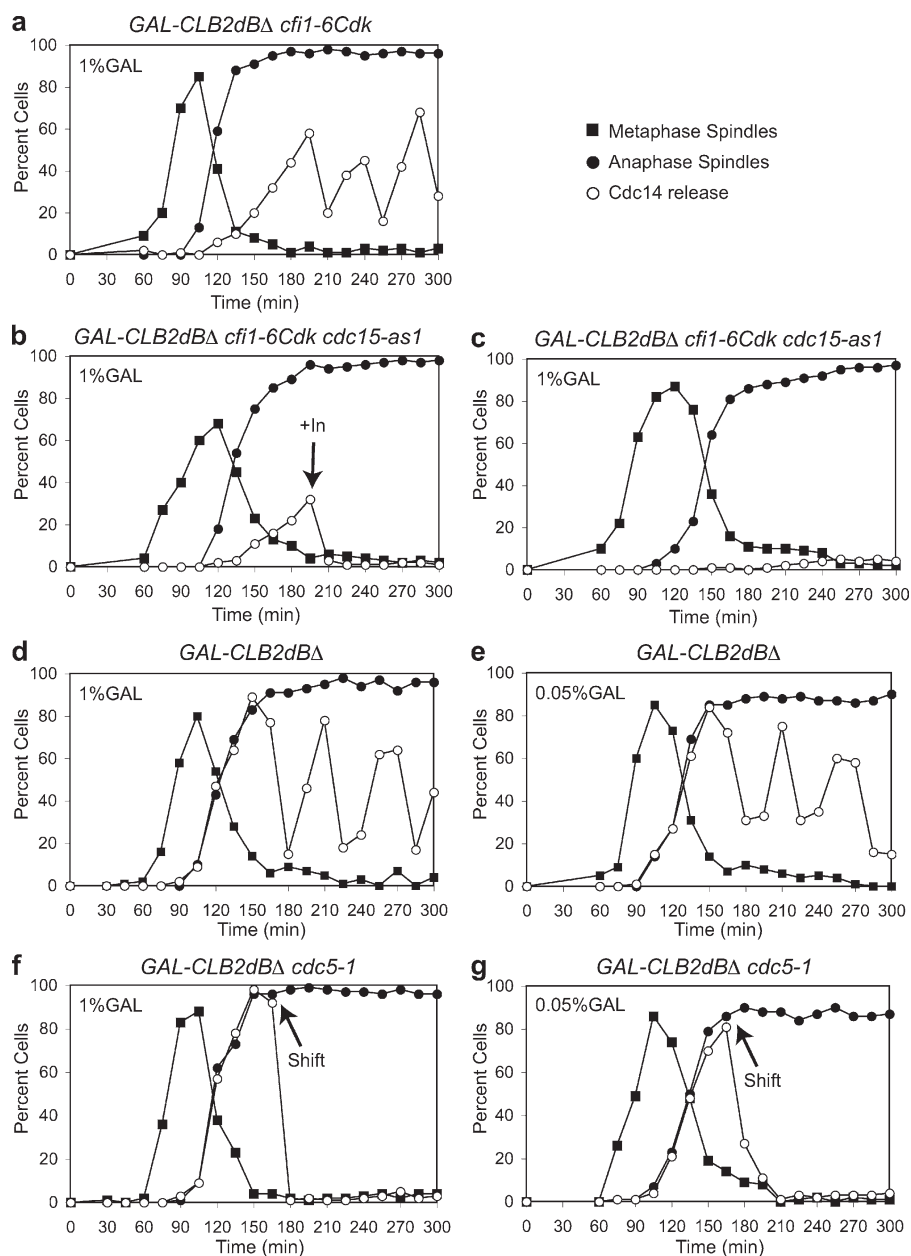 a GAL-CLB2dBΔ cfi1-6Cdk
1%GAL
Percent Cells
100
80
60
40
20
0
0 30 60 90 120 150 180 210 240 270 300
Time (min)
Metaphase Spindles
Anaphase Spindles
Cdc14 release
b GAL-CLB2dBΔ cfi1-6Cdk cdc15-as1
1%GAL
+In
Percent Cells
100
80
60
40
20
0
0 30 60 90 120 150 180 210 240 270 300
Time (min)
c GAL-CLB2dBΔ cfi1-6Cdk cdc15-as1
1%GAL
Percent Cells
100
80
60
40
20
0
0 30 60 90 120 150 180 210 240 270 300
Time (min)
d GAL-CLB2dBΔ
1%GAL
Percent Cells
100
80
60
40
20
0
0 30 60 90 120 150 180 210 240 270 300
Time (min)
e GAL-CLB2dBΔ
0.05%GAL
Percent Cells
100
80
60
40
20
0
0 30 60 90 120 150 180 210 240 270 300
Time (min)
f GAL-CLB2dBΔ cdc5-1
1%GAL
Shift
Percent Cells
100
80
60
40
20
0
0 30 60 90 120 150 180 210 240 270 300
Time (min)
g GAL-CLB2dBΔ cdc5-1
0.05%GAL
Shift
Percent Cells
100
80
60
40
20
0
0 30 60 90 120 150 180 210 240 270 300
Time (min)